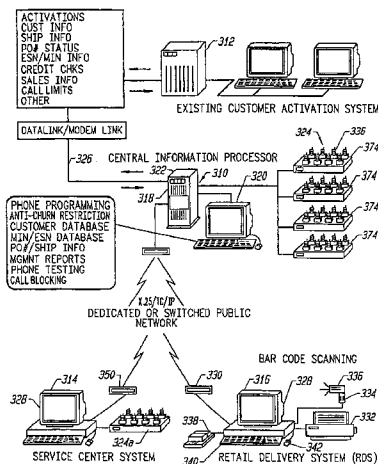 ACTIVATIONS
CUST INFO
SHIP INFO
PO# STATUS
ESN/MIN INFO
CREDIT CHKS
SALES INFO
CALL LIMITS
OTHER
312
EXISTING CUSTOMER ACTIVATION SYSTEM
DATALINK/MODEM LINK
326
CENTRAL INFORMATION PROCESSOR
322
310
318
320
324
336
374
374
374
374
PHONE PROGRAMMING
ANTI-CHURN RESTRICTION
CUSTOMER DATABASE
MIN/ESN DATABASE
PO#/SHIP INFO
MGMNT REPORTS
PHONE TESTING
CALL BLOCKING
X.25/TC/IP
DEDICATED OR SWITCHED PUBLIC
NETWORK
BAR CODE SCANNING
314
350
330
316
328
336
334
332
328
324a
338
340
342
SERVICE CENTER SYSTEM
RETAIL DELIVERY SYSTEM (RDS)